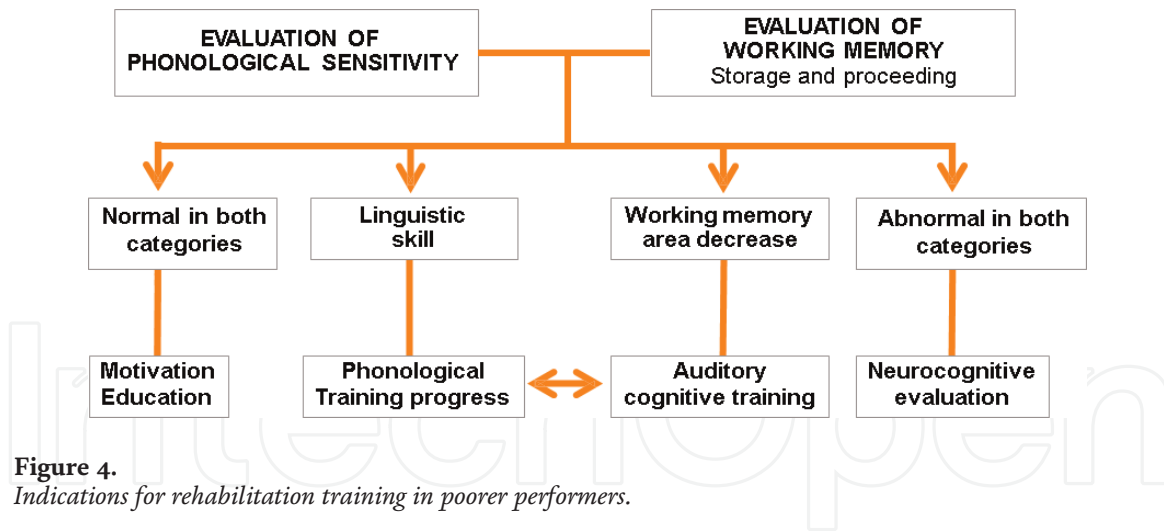 EVALUATION OF
PHONOLOGICAL SENSITIVITY
EVALUATION OF
WORKING MEMORY
Storage and proceeding
Normal in both
categories
Linguistic
skill
Working memory
area decrease
Abnormal in both
categories
Motivation
Education
Phonological
Training progress
Auditory
cognitive training
Neurocognitive
evaluation
IntechOpen
Figure 4.
Indications for rehabilitation training in poorer performers.